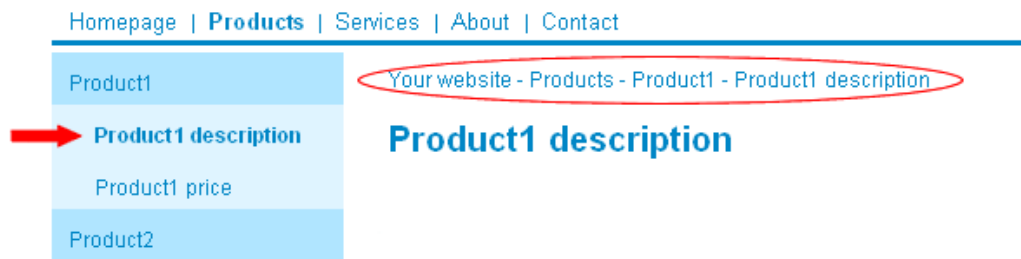 Homepage | Products | Services | About | Contact
Product1
Product1 description
Product1 price
Product2
Your website - Products - Product1 - Product1 description
Product1 description